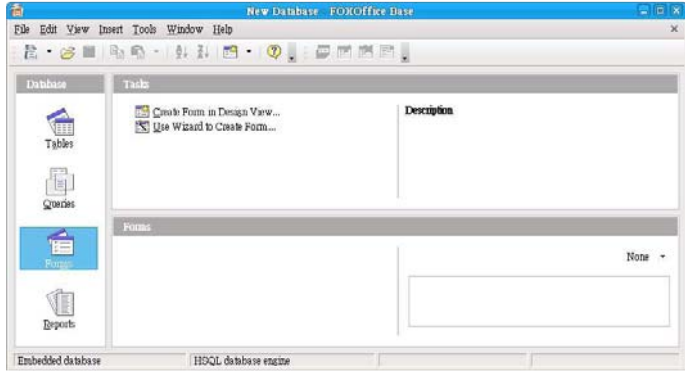 New Database - FOXOffice Base
File Edit View Insert Tools Window Help
Database
Tables
Queries
Forms
Reports
Tasks
Create Form in Design View...
Use Wizard to Create Form...
Description
Forms
None
Embedded database
HSQL database engine